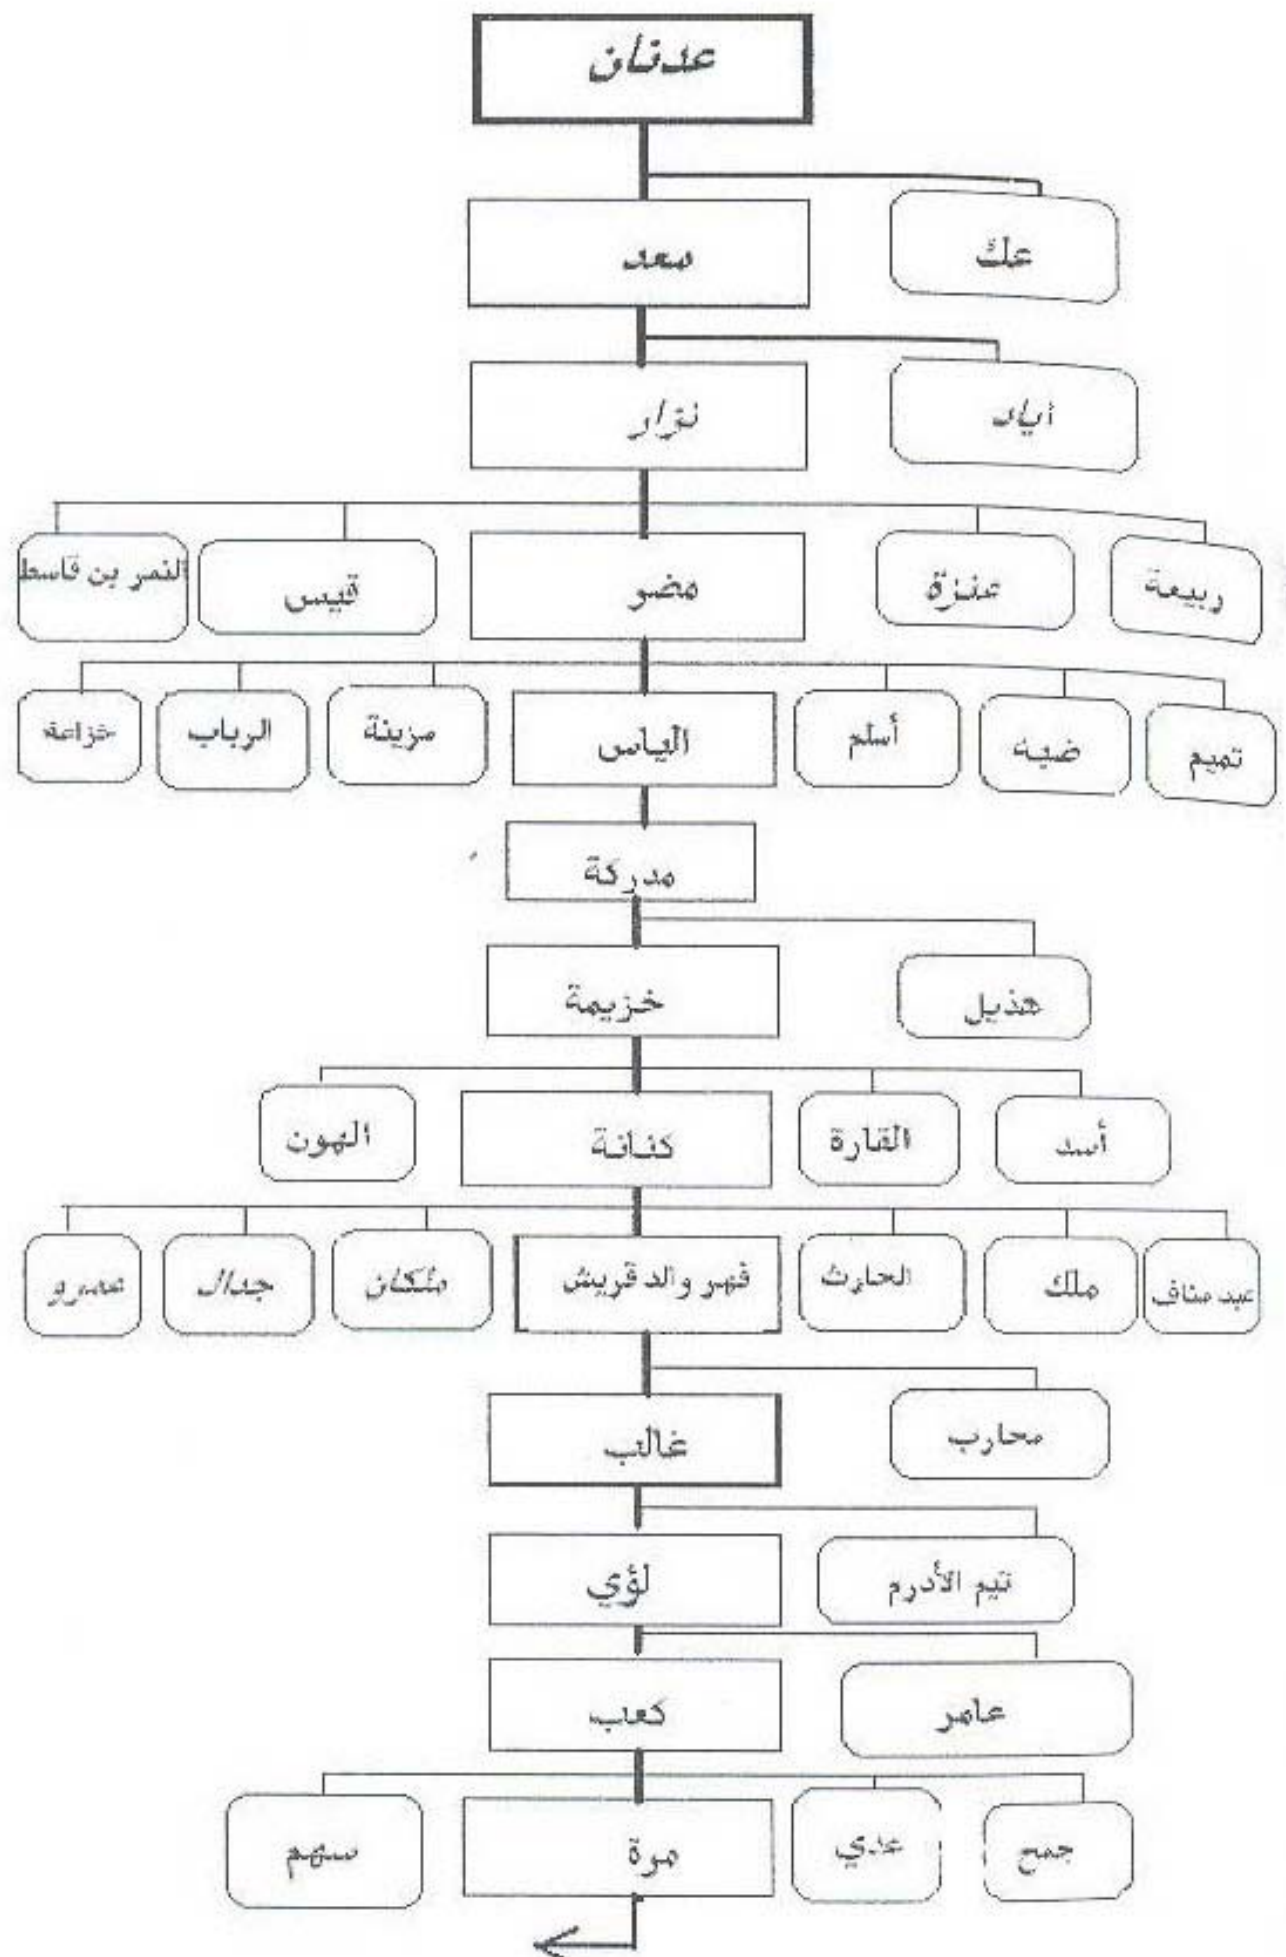 عدنان
معد
عك
نزار
أياد
ربيعة
عنزة
مضر
قيس
النمر بن قاسط
تميم
ضبه
أسلم
الياس
مزينة
الرباب
خزاعة
مدركة
خزيمة
هذيل
أسد
القارة
كنانة
الهون
عبد مناف
ملك
الحارث
فهر والد قريش
ملكان
جدال
عمرو
غالب
محارب
لؤي
تيم الأدرم
كعب
عامر
جمح
عدي
مرة
سهم